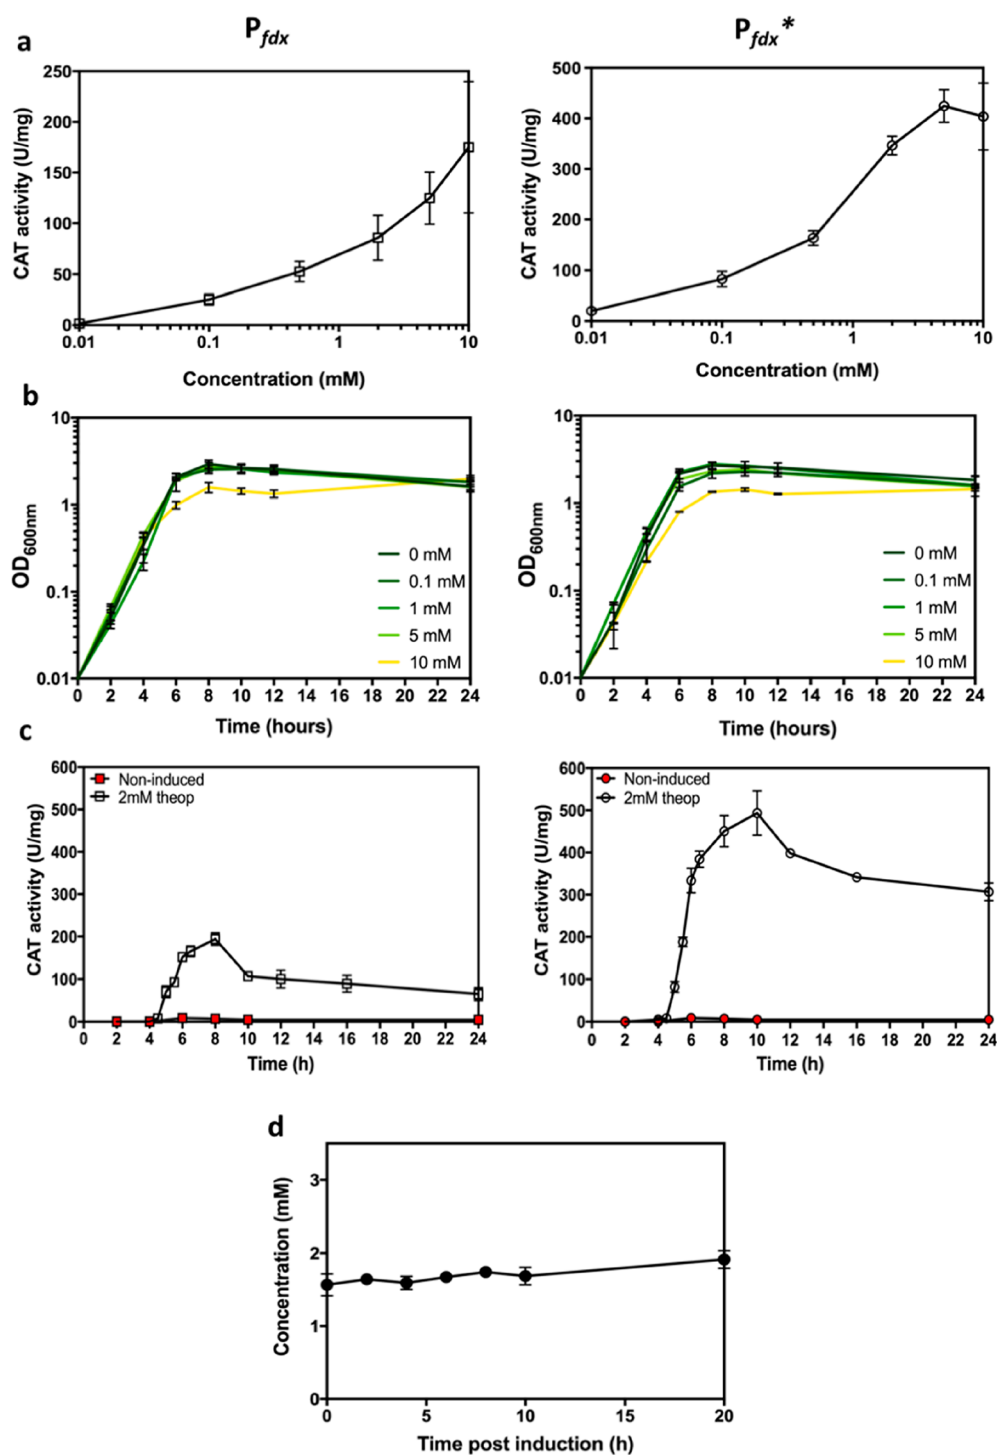 P_fdx
P_fdx*
a
250
200
150
100
50
0
CAT activity (U/mg)
0.01 0.1 1 10
Concentration (mM)
500
400
300
200
100
0
CAT activity (U/mg)
0.01 0.1 1 10
Concentration (mM)
b
10
1
0.1
0.01
OD600nm
0 mM
0.1 mM
1 mM
5 mM
10 mM
0 2 4 6 8 10 12 14 16 18 20 22 24
Time (hours)
10
1
0.1
0.01
OD600nm
0 mM
0.1 mM
1 mM
5 mM
10 mM
0 2 4 6 8 10 12 14 16 18 20 22 24
Time (hours)
c
600
500
400
300
200
100
0
CAT activity (U/mg)
Non-induced
2mM theop
0 2 4 6 8 10 12 14 16 18 20 22 24
Time (h)
600
500
400
300
200
100
0
CAT activity (U/mg)
Non-induced
2mM theop
0 2 4 6 8 10 12 14 16 18 20 22 24
Time (h)
d
3
2
1
0
Concentration (mM)
0 5 10 15 20
Time post induction (h)